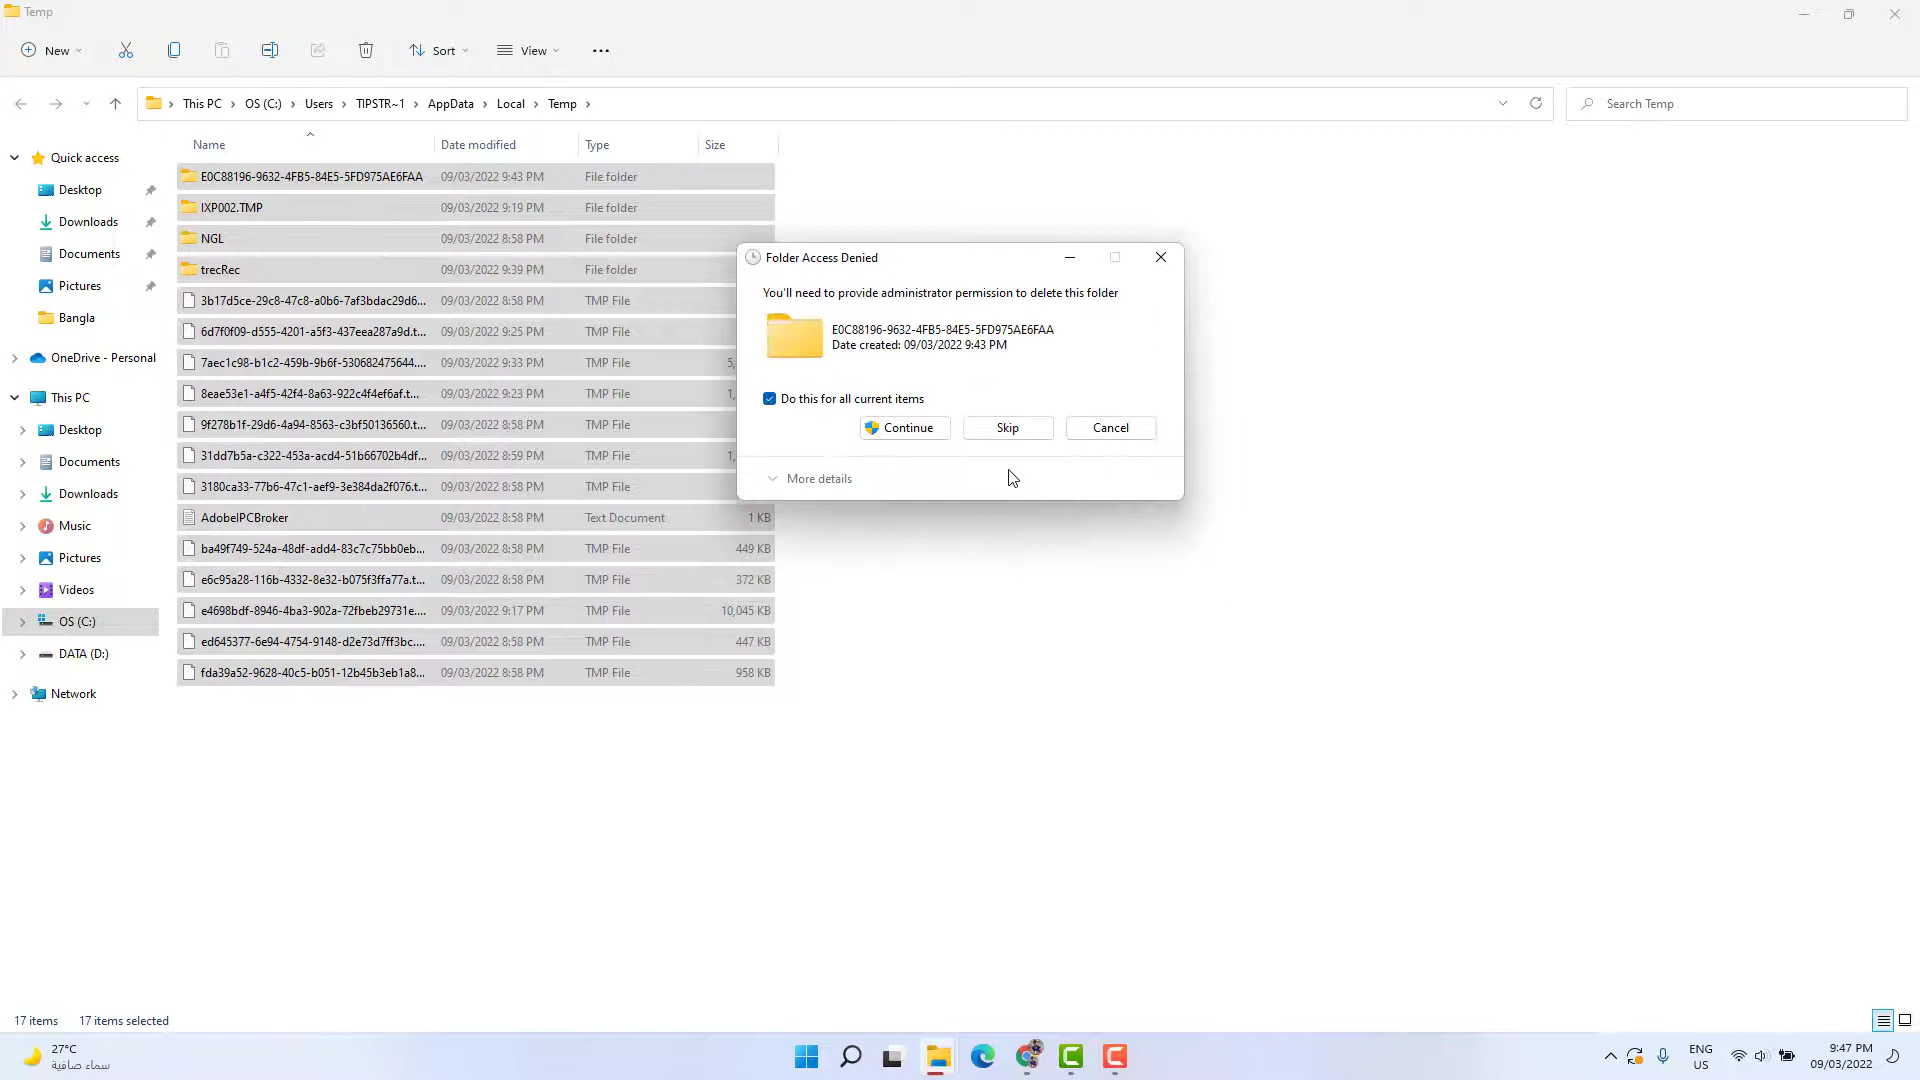 Temp
New
Sort
View
This PC
OS (C:)
Users
TIPSTR~1
AppData
Local
Temp
Search Temp
Name
Date modified
Type
Size
Quick access
Desktop
Downloads
Documents
Pictures
Bangla
OneDrive - Personal
This PC
Desktop
Documents
Downloads
Music
Pictures
Videos
OS (C:)
DATA (D:)
Network
E0C88196-9632-4FB5-84E5-5FD975AE6FAA 09/03/2022 9:43 PM File folder
IXP002.TMP 09/03/2022 9:19 PM File folder
NGL 09/03/2022 8:58 PM File folder
trecRec 09/03/2022 9:39 PM File folder
3b17d5ce-29c8-47c8-a0b6-7af3bdac29d6... 09/03/2022 8:58 PM TMP File
6d7f0f09-d555-4201-a5f3-437eea287a9d.t... 09/03/2022 9:25 PM TMP File
7aec1c98-b1c2-459b-9b6f-530682475644.... 09/03/2022 9:33 PM TMP File 5,
8eae53e1-a4f5-42f4-8a63-922c4f4ef6af.t... 09/03/2022 9:23 PM TMP File 1,
9f278b1f-29d6-4a94-8563-c3bf50136560.t... 09/03/2022 8:58 PM TMP File
31dd7b5a-c322-453a-acd4-51b66702b4df... 09/03/2022 8:59 PM TMP File 1,
3180ca33-77b6-47c1-aef9-3e384da2f076.t... 09/03/2022 8:58 PM TMP File
AdobeIPCBroker 09/03/2022 8:58 PM Text Document 1 KB
ba49f749-524a-48df-add4-83c7c75bb0eb... 09/03/2022 8:58 PM TMP File 449 KB
e6c95a28-116b-4332-8e32-b075f3ffa77a.t... 09/03/2022 8:58 PM TMP File 372 KB
e4698bdf-8946-4ba3-902a-72fbeb29731e.... 09/03/2022 9:17 PM TMP File 10,045 KB
ed645377-6e94-4754-9148-d2e73d7ff3bc.... 09/03/2022 8:58 PM TMP File 447 KB
fda39a52-9628-40c5-b051-12b45b3eb1a8... 09/03/2022 8:58 PM TMP File 958 KB
Folder Access Denied
You'll need to provide administrator permission to delete this folder
E0C88196-9632-4FB5-84E5-5FD975AE6FAA
Date created: 09/03/2022 9:43 PM
Do this for all current items
Continue
Skip
Cancel
More details
17 items
17 items selected
27°C
سماء صافية
ENG
US
9:47 PM
09/03/2022